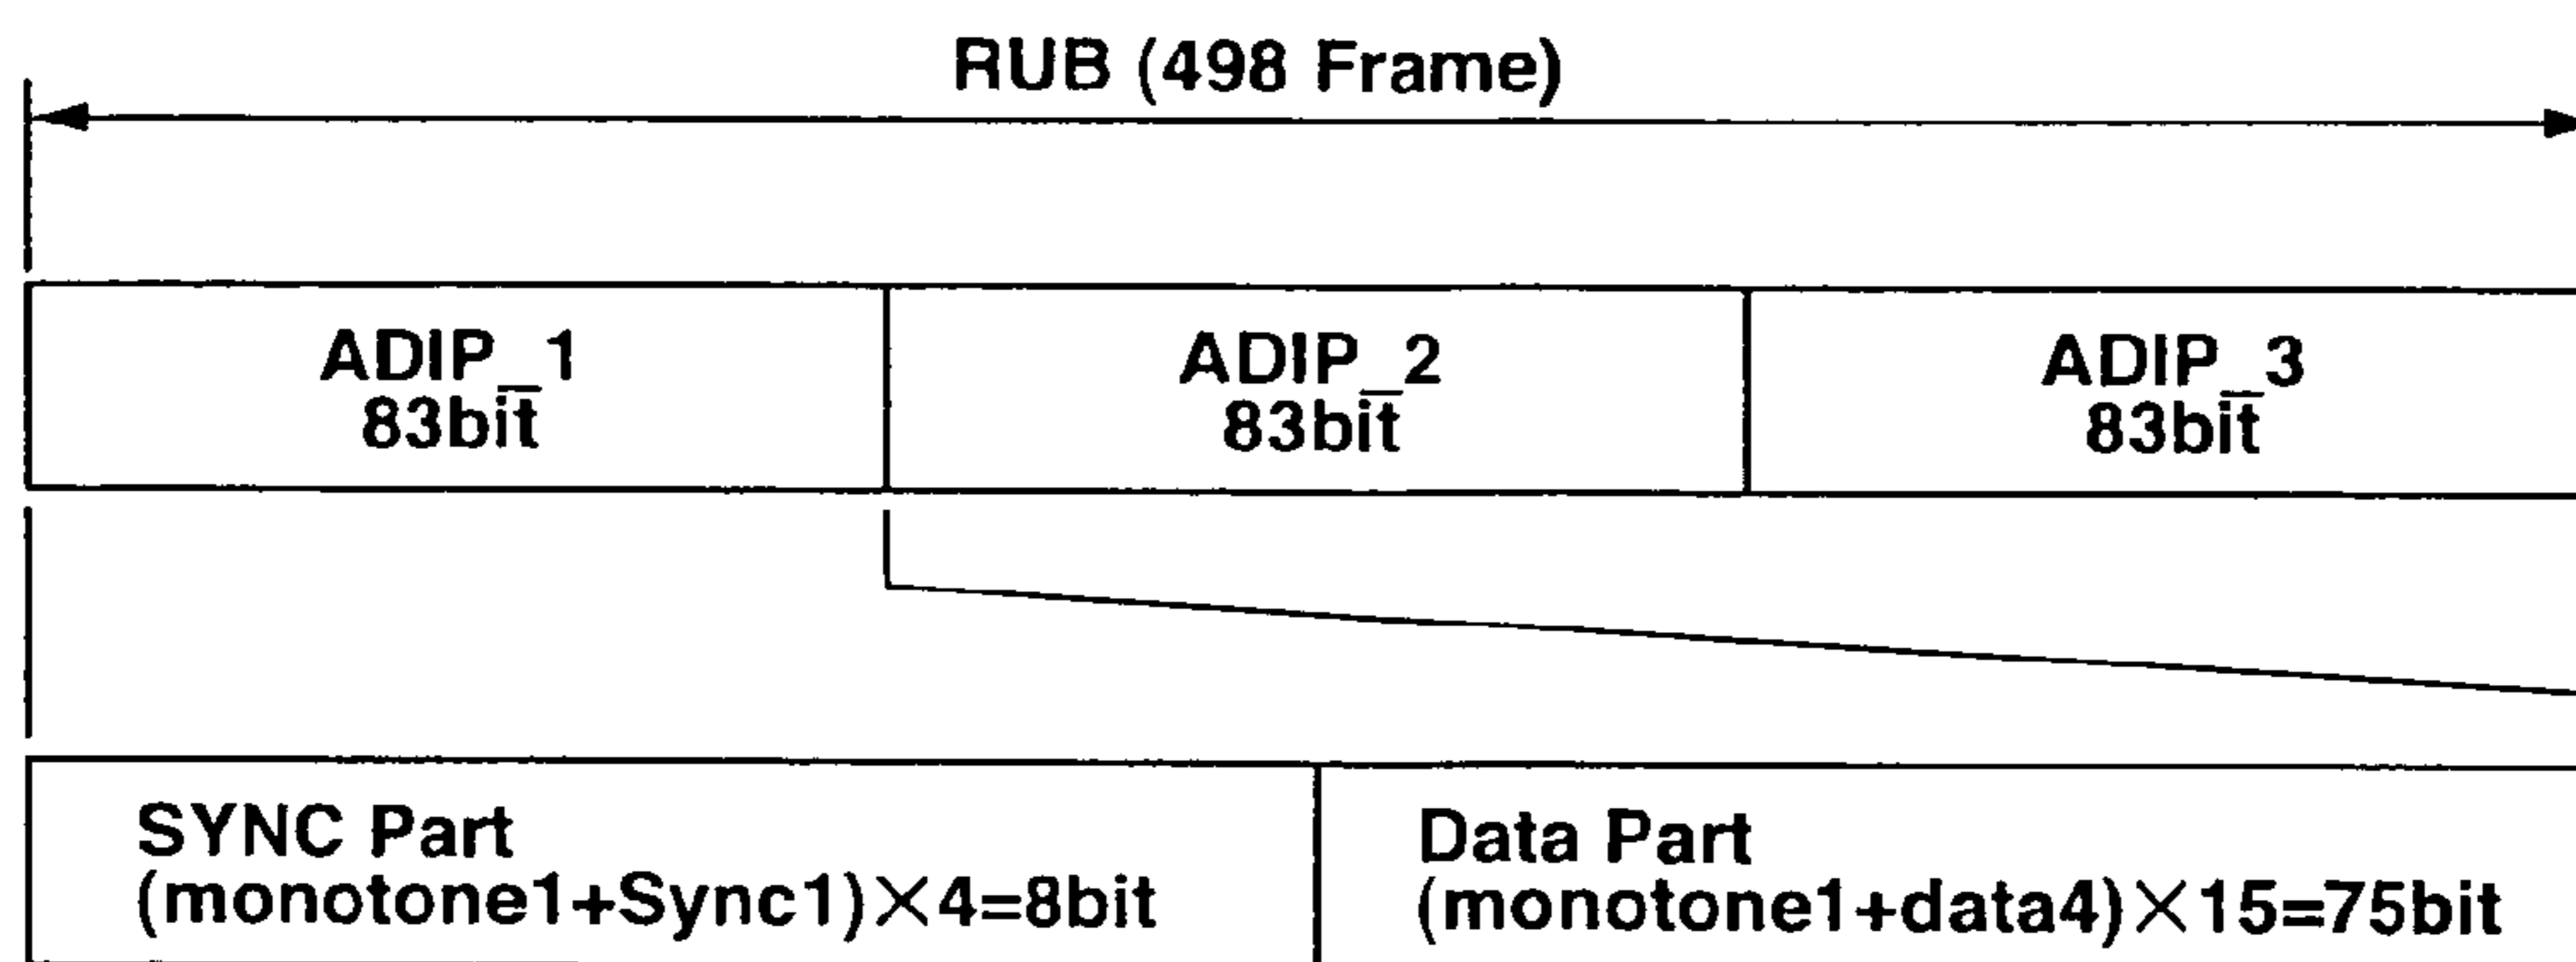 RUB (498 Frame)
ADIP_1
83bit
ADIP_2
83bit
ADIP_3
83bit
SYNC Part
(monotone1+Sync1)×4=8bit
Data Part
(monotone1+data4)×15=75bit